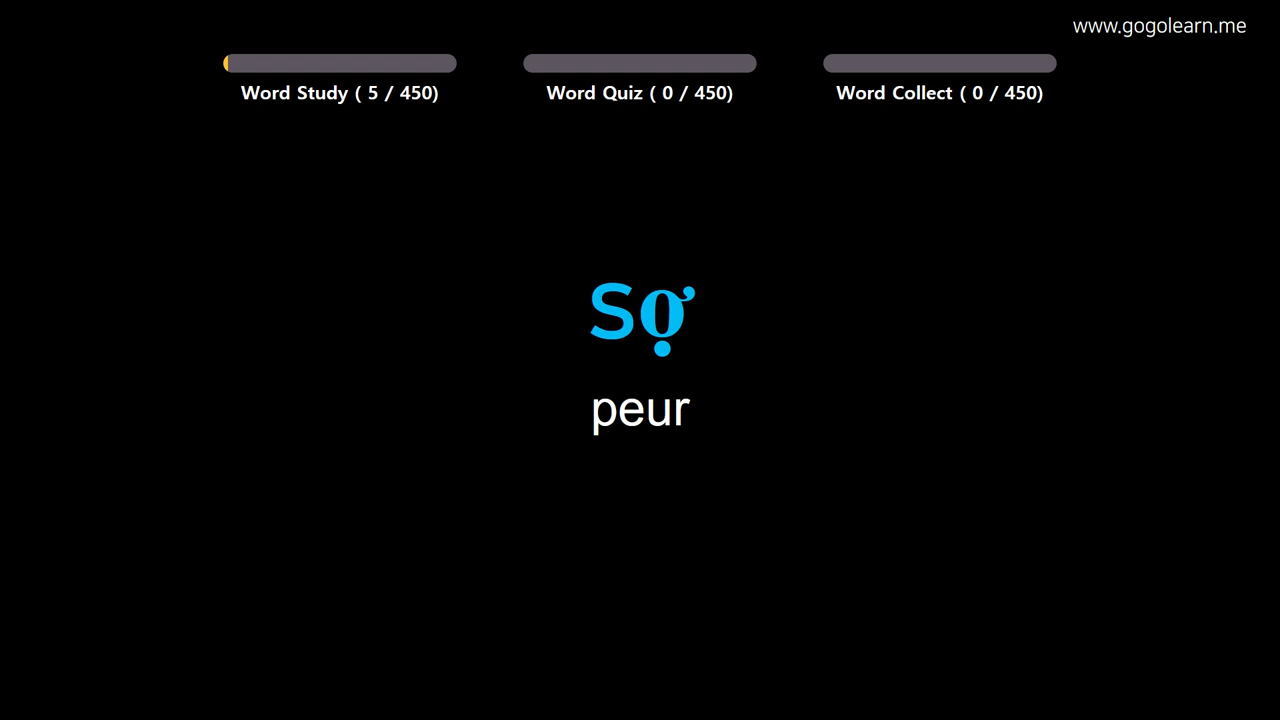 www.gogolearn.me
Word Study ( 5 / 450)
Word Quiz ( 0 / 450)
Word Collect ( 0 / 450)
sợ
peur